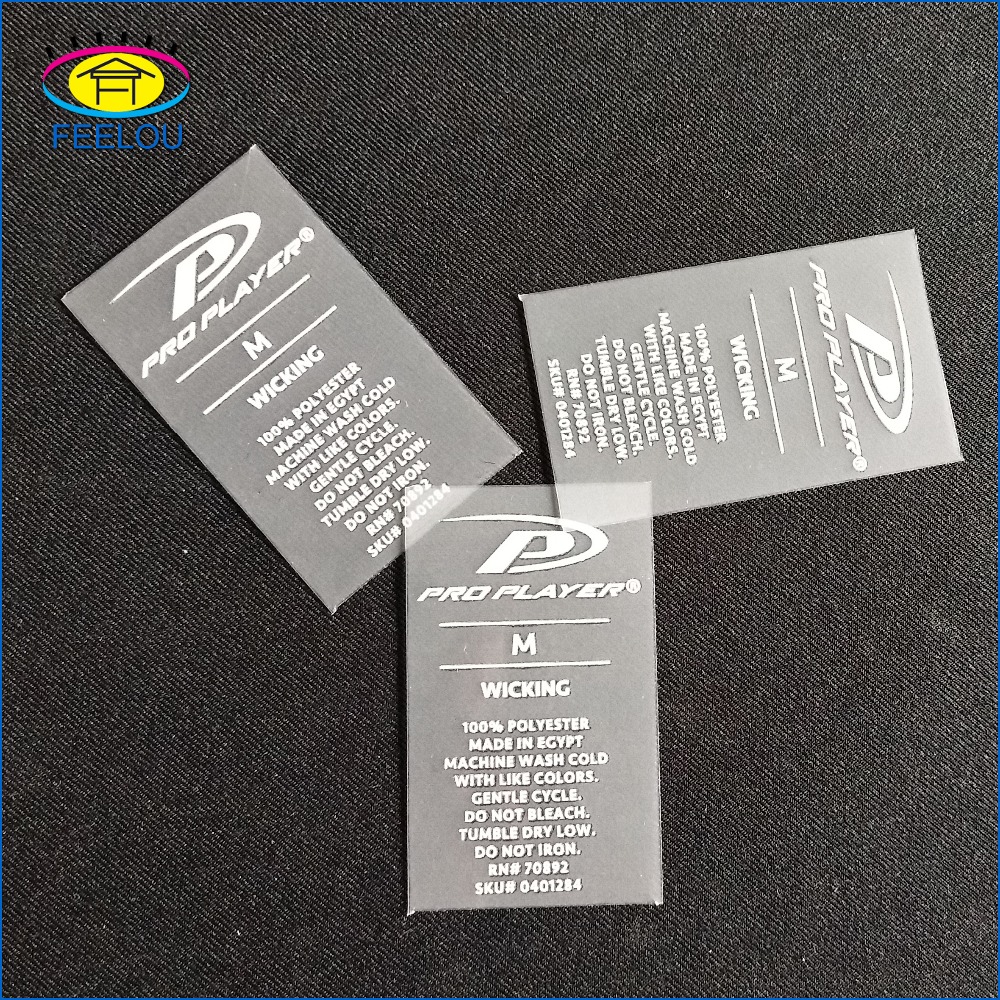 FEELOU
PRO PLAYER®
M
WICKING
100% POLYESTER
MADE IN EGYPT
MACHINE WASH COLD
WITH LIKE COLORS.
GENTLE CYCLE.
DO NOT BLEACH.
TUMBLE DRY LOW.
DO NOT IRON.
RN# 70892
SKU# 0401284
PRO PLAYER®
M
WICKING
100% POLYESTER
MADE IN EGYPT
MACHINE WASH COLD
WITH LIKE COLORS.
GENTLE CYCLE.
DO NOT BLEACH.
TUMBLE DRY LOW.
DO NOT IRON.
RN# 70892
SKU# 0401284
PRO PLAYER®
M
WICKING
100% POLYESTER
MADE IN EGYPT
MACHINE WASH COLD
WITH LIKE COLORS.
GENTLE CYCLE.
DO NOT BLEACH.
TUMBLE DRY LOW.
DO NOT IRON.
RN# 70892
SKU# 0401284